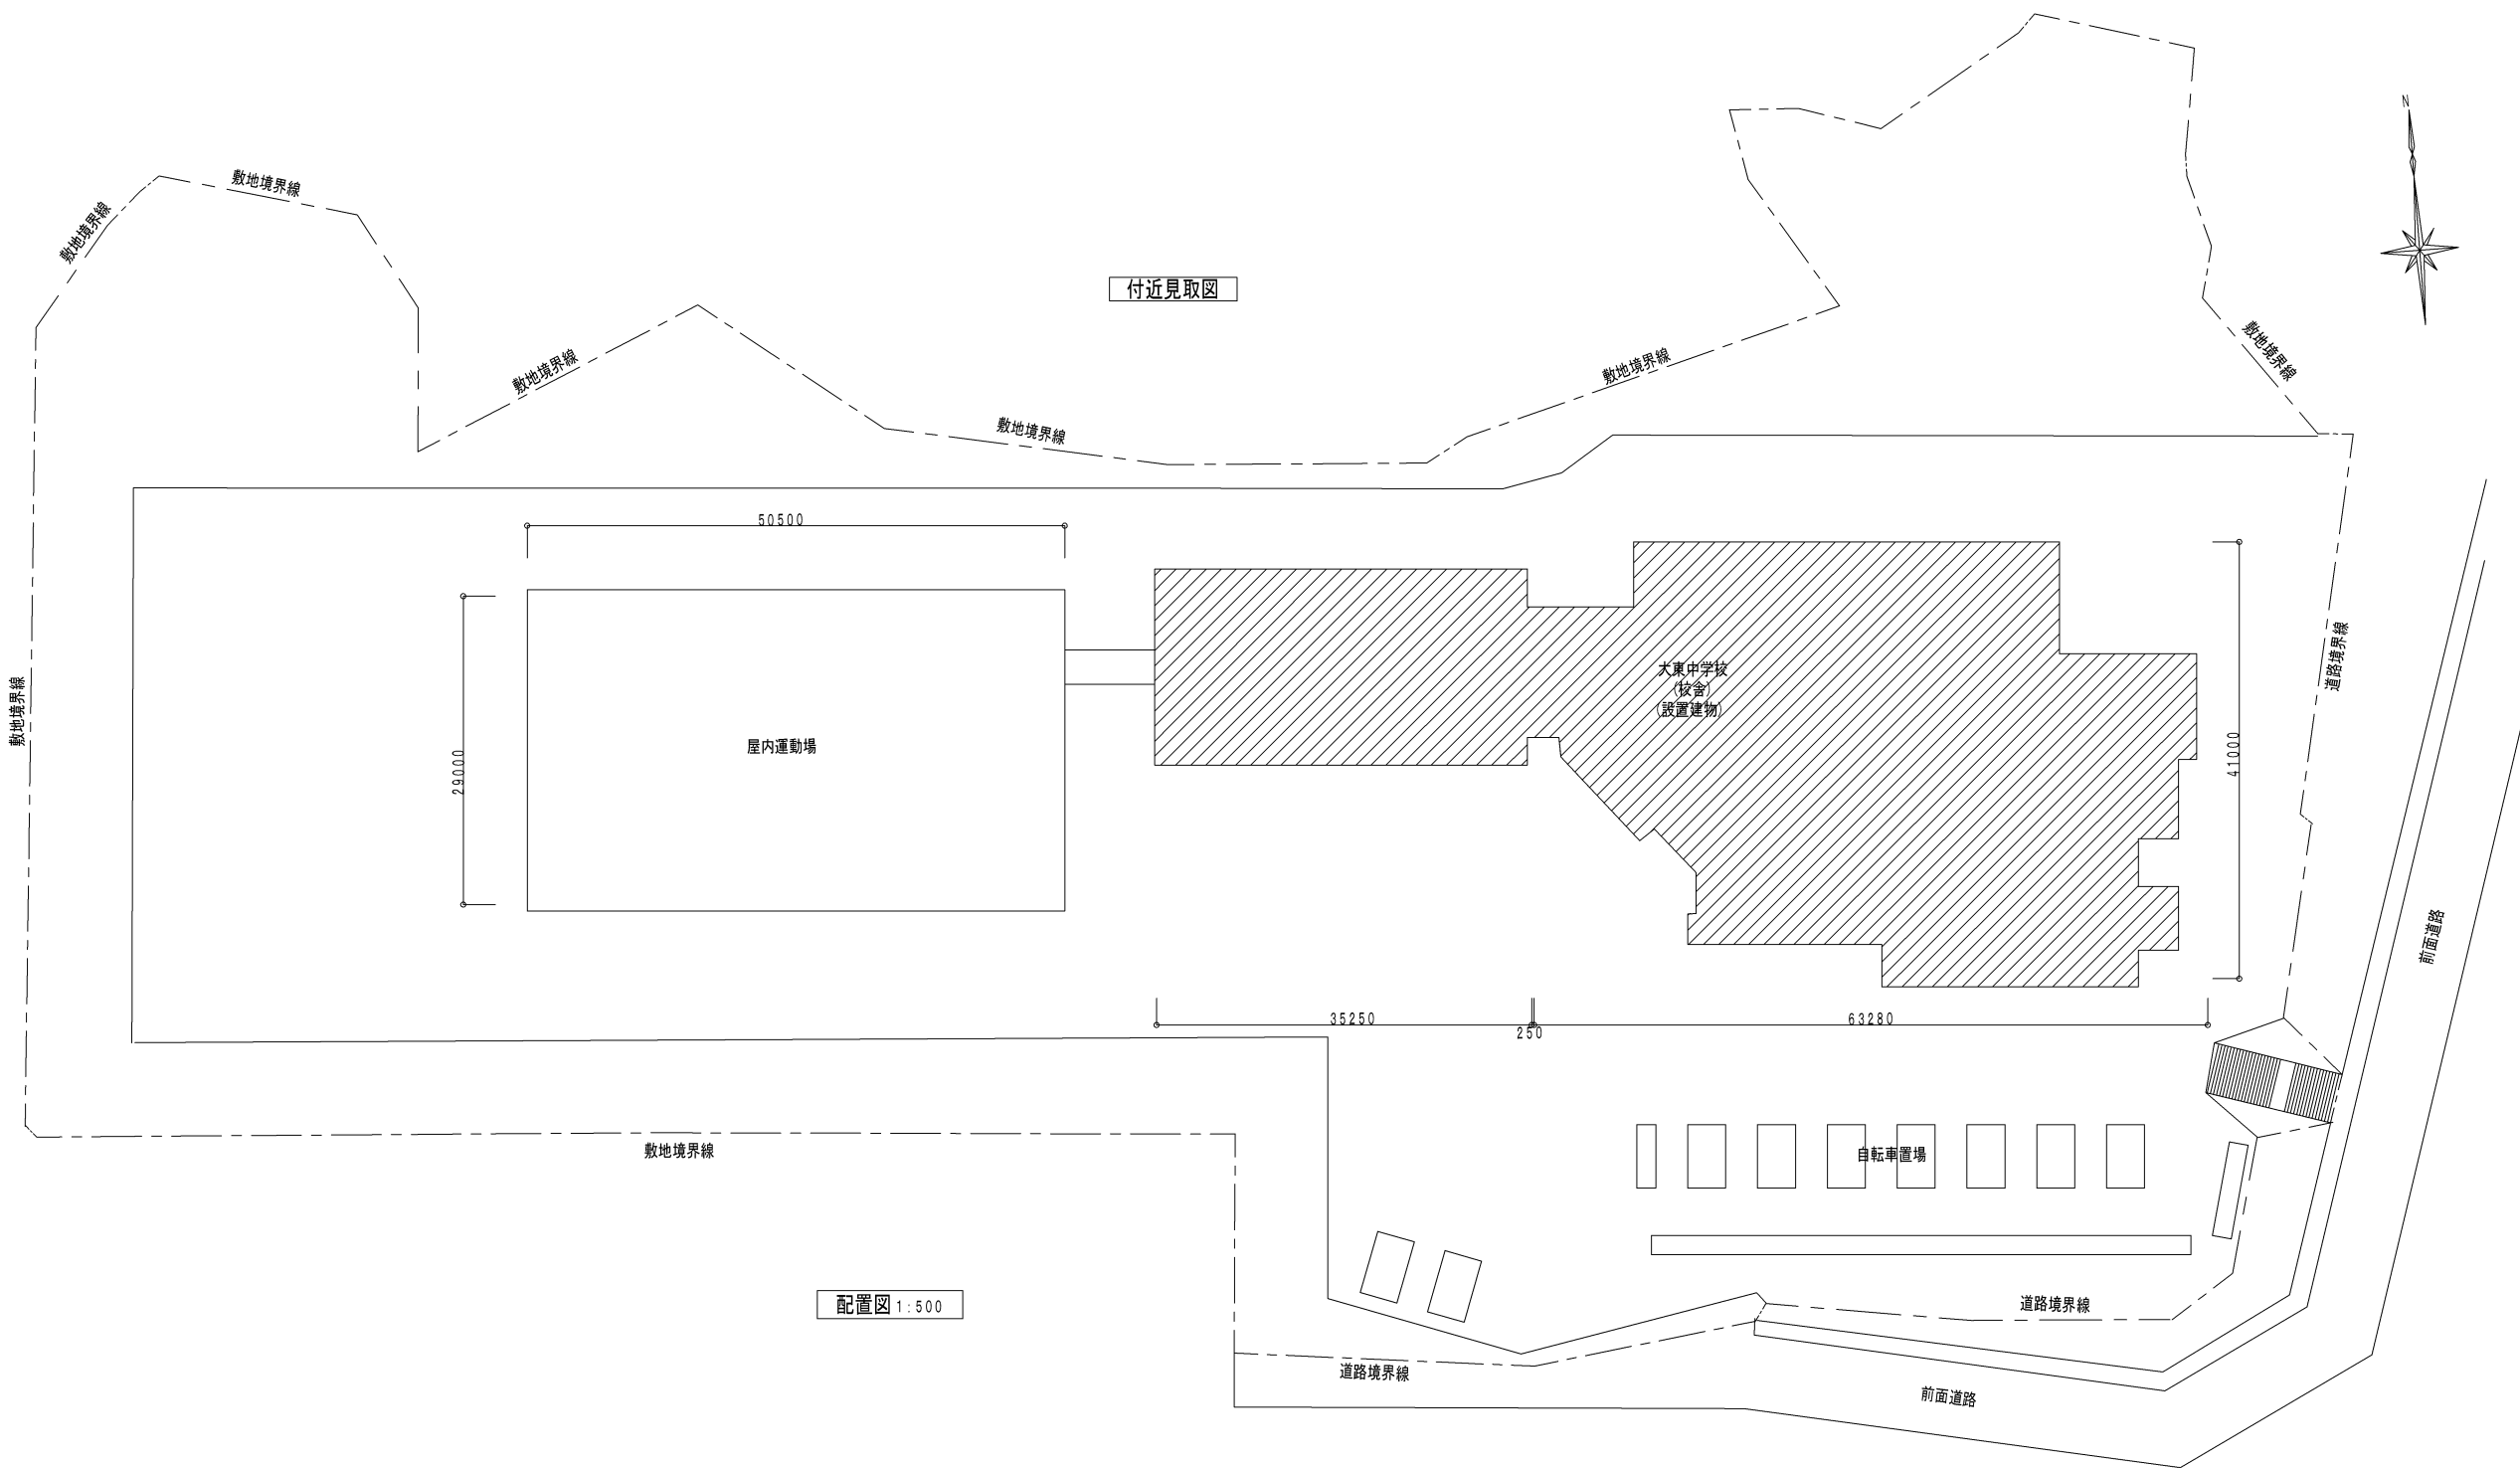 N
敷地境界線
敷地境界線
付近見取図
敷地境界線
敷地境界線
敷地境界線
敷地境界線
50500
大東中学校
(校舎)
(設置建物)
道路境界線
敷地境界線
屋内運動場
29000
41000
前面道路
35250
250
63280
敷地境界線
自転車置場
配置図 1:500
道路境界線
道路境界線
前面道路